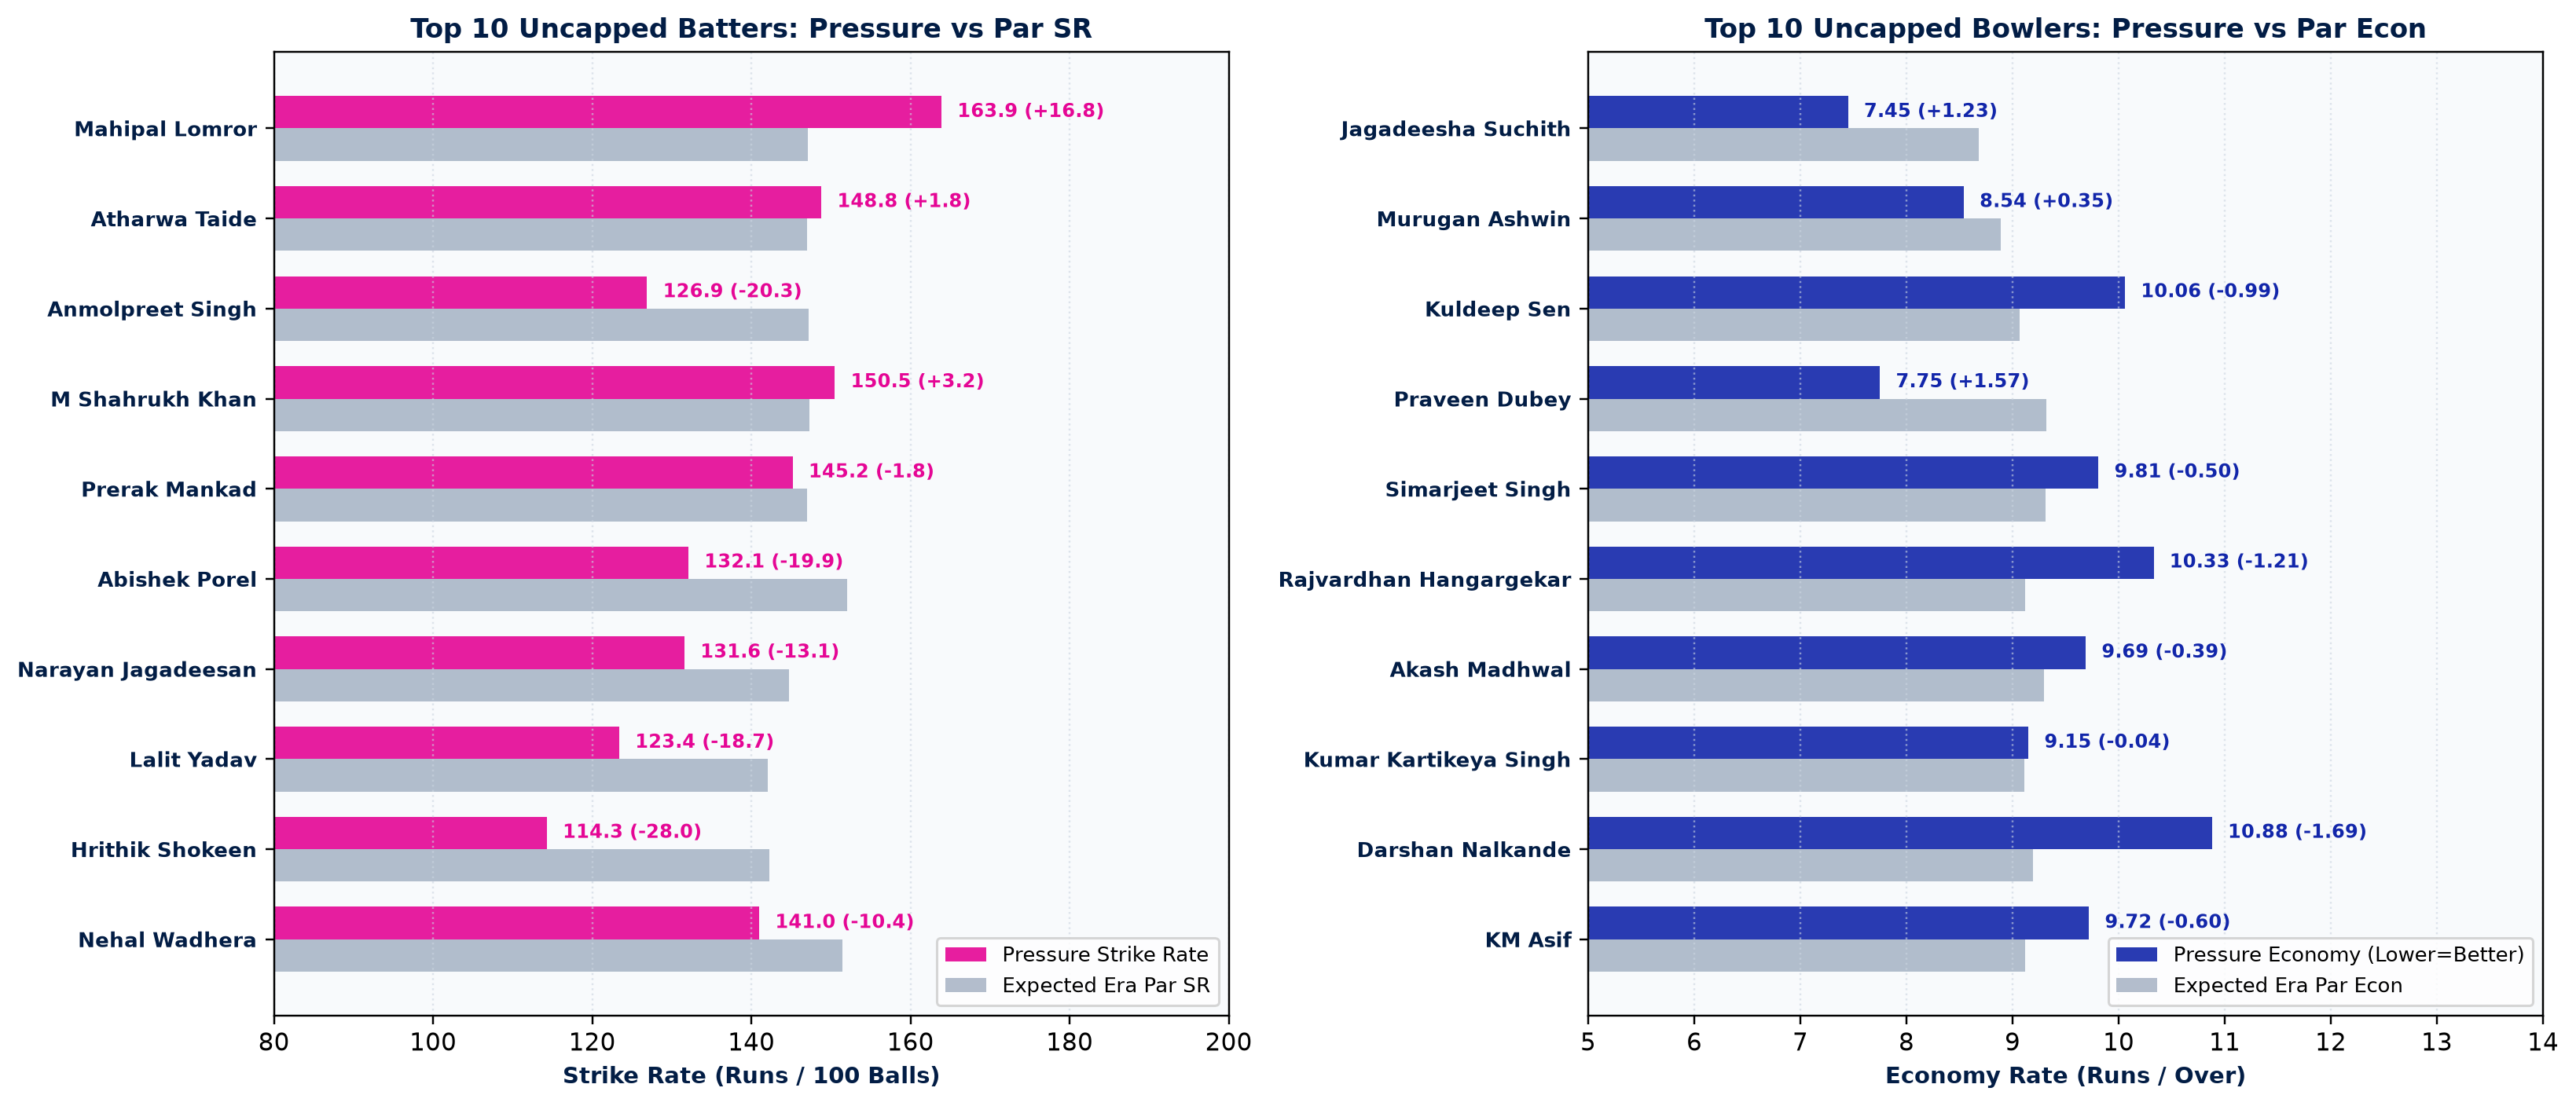 Top 10 Uncapped Batters: Pressure vs Par SR
Mahipal Lomror
163.9 (+16.8)
Atharwa Taide
148.8 (+1.8)
Anmolpreet Singh
126.9 (-20.3)
M Shahrukh Khan
150.5 (+3.2)
Prerak Mankad
145.2 (-1.8)
Abishek Porel
132.1 (-19.9)
Narayan Jagadeesan
131.6 (-13.1)
Lalit Yadav
123.4 (-18.7)
Hrithik Shokeen
114.3 (-28.0)
Nehal Wadhera
141.0 (-10.4)
Pressure Strike Rate
Expected Era Par SR
80 100 120 140 160 180 200
Strike Rate (Runs / 100 Balls)
Top 10 Uncapped Bowlers: Pressure vs Par Econ
Jagadeesha Suchith
7.45 (+1.23)
Murugan Ashwin
8.54 (+0.35)
Kuldeep Sen
10.06 (-0.99)
Praveen Dubey
7.75 (+1.57)
Simarjeet Singh
9.81 (-0.50)
Rajvardhan Hangargekar
10.33 (-1.21)
Akash Madhwal
9.69 (-0.39)
Kumar Kartikeya Singh
9.15 (-0.04)
Darshan Nalkande
10.88 (-1.69)
KM Asif
9.72 (-0.60)
Pressure Economy (Lower=Better)
Expected Era Par Econ
5 6 7 8 9 10 11 12 13 14
Economy Rate (Runs / Over)